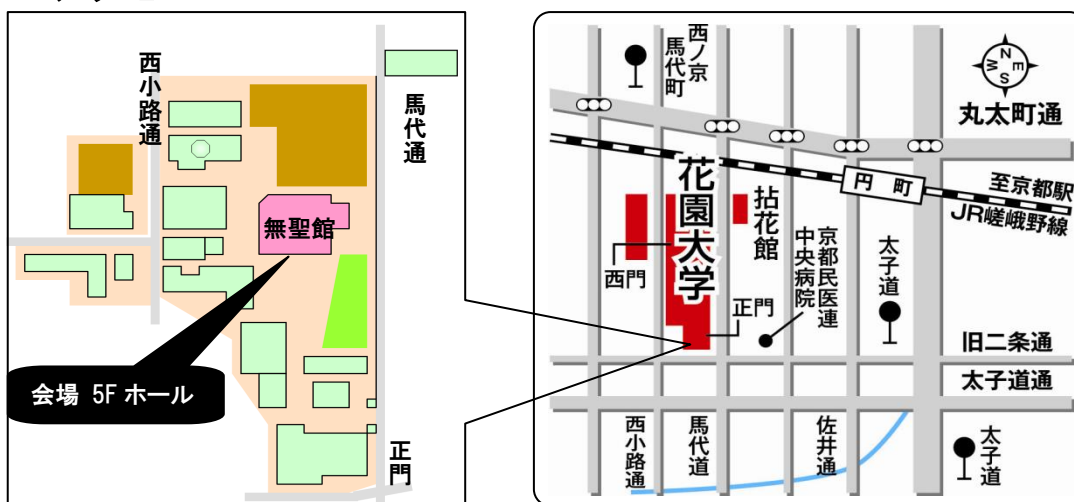 西小路通
馬代通
無聖館
会場 5F ホール
正門
西ノ京
馬代町
N
E
W
S
丸太町通
円町
至京都駅
JR嵯峨野線
花園大学
拈花館
西門
正門
京都民医連
中央病院
太子道
旧二条通
太子道通
西小路通
馬代道
佐井通
太子道